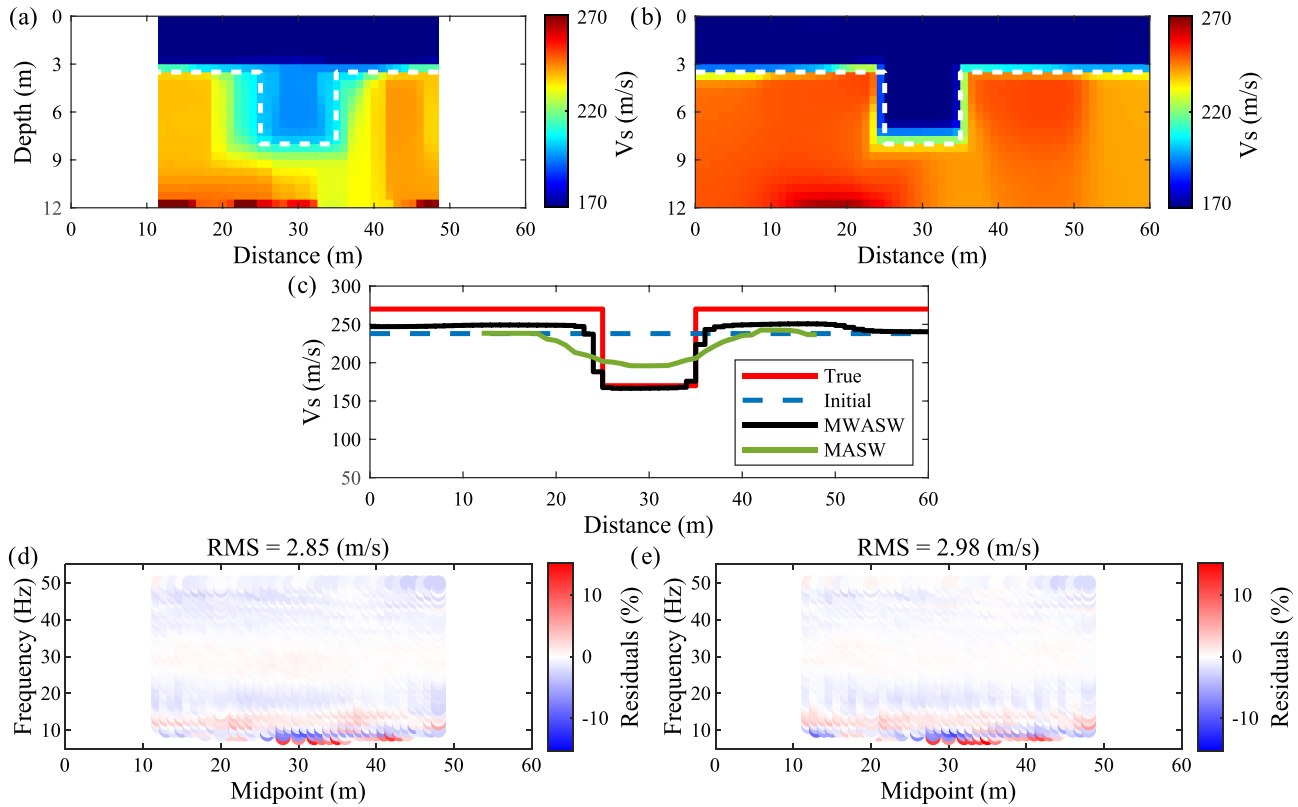 (a)
0
3
6
9
12
Depth (m)
0 10 20 30 40 50 60
Distance (m)
270
220
170
Vs (m/s)
(b)
0
3
6
9
12
0 10 20 30 40 50 60
Distance (m)
270
220
170
Vs (m/s)
(c)
300
250
200
150
100
50
Vs (m/s)
0 10 20 30 40 50 60
Distance (m)
True
Initial
MWASW
MASW
(d)
RMS = 2.85 (m/s)
50
40
30
20
10
Frequency (Hz)
0 10 20 30 40 50 60
Midpoint (m)
10
0
-10
Residuals (%)
(e)
RMS = 2.98 (m/s)
50
40
30
20
10
Frequency (Hz)
0 10 20 30 40 50 60
Midpoint (m)
10
0
-10
Residuals (%)